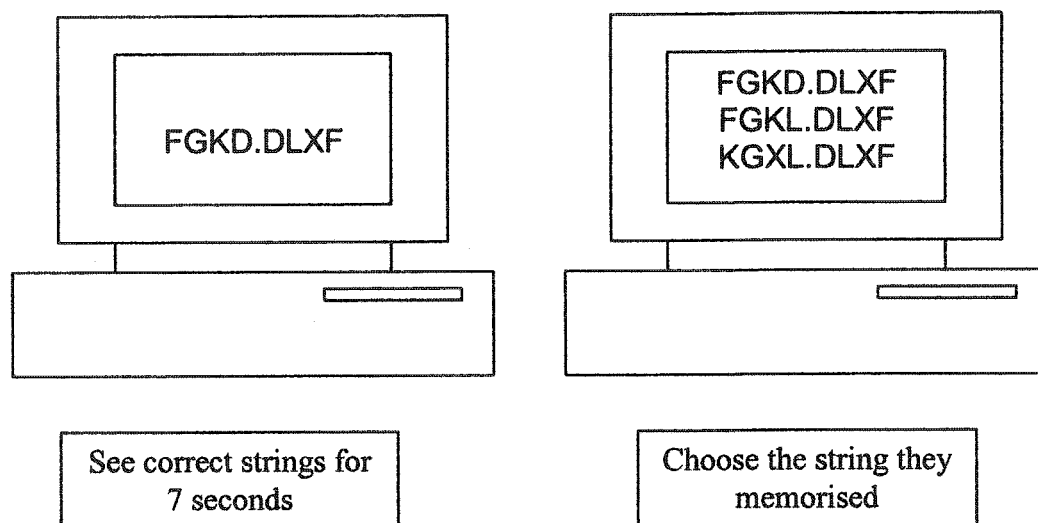 FGKD.DLXF
FGKD.DLXF
FGKL.DLXF
KGXL.DLXF
See correct strings for
7 seconds
Choose the string they
memorised